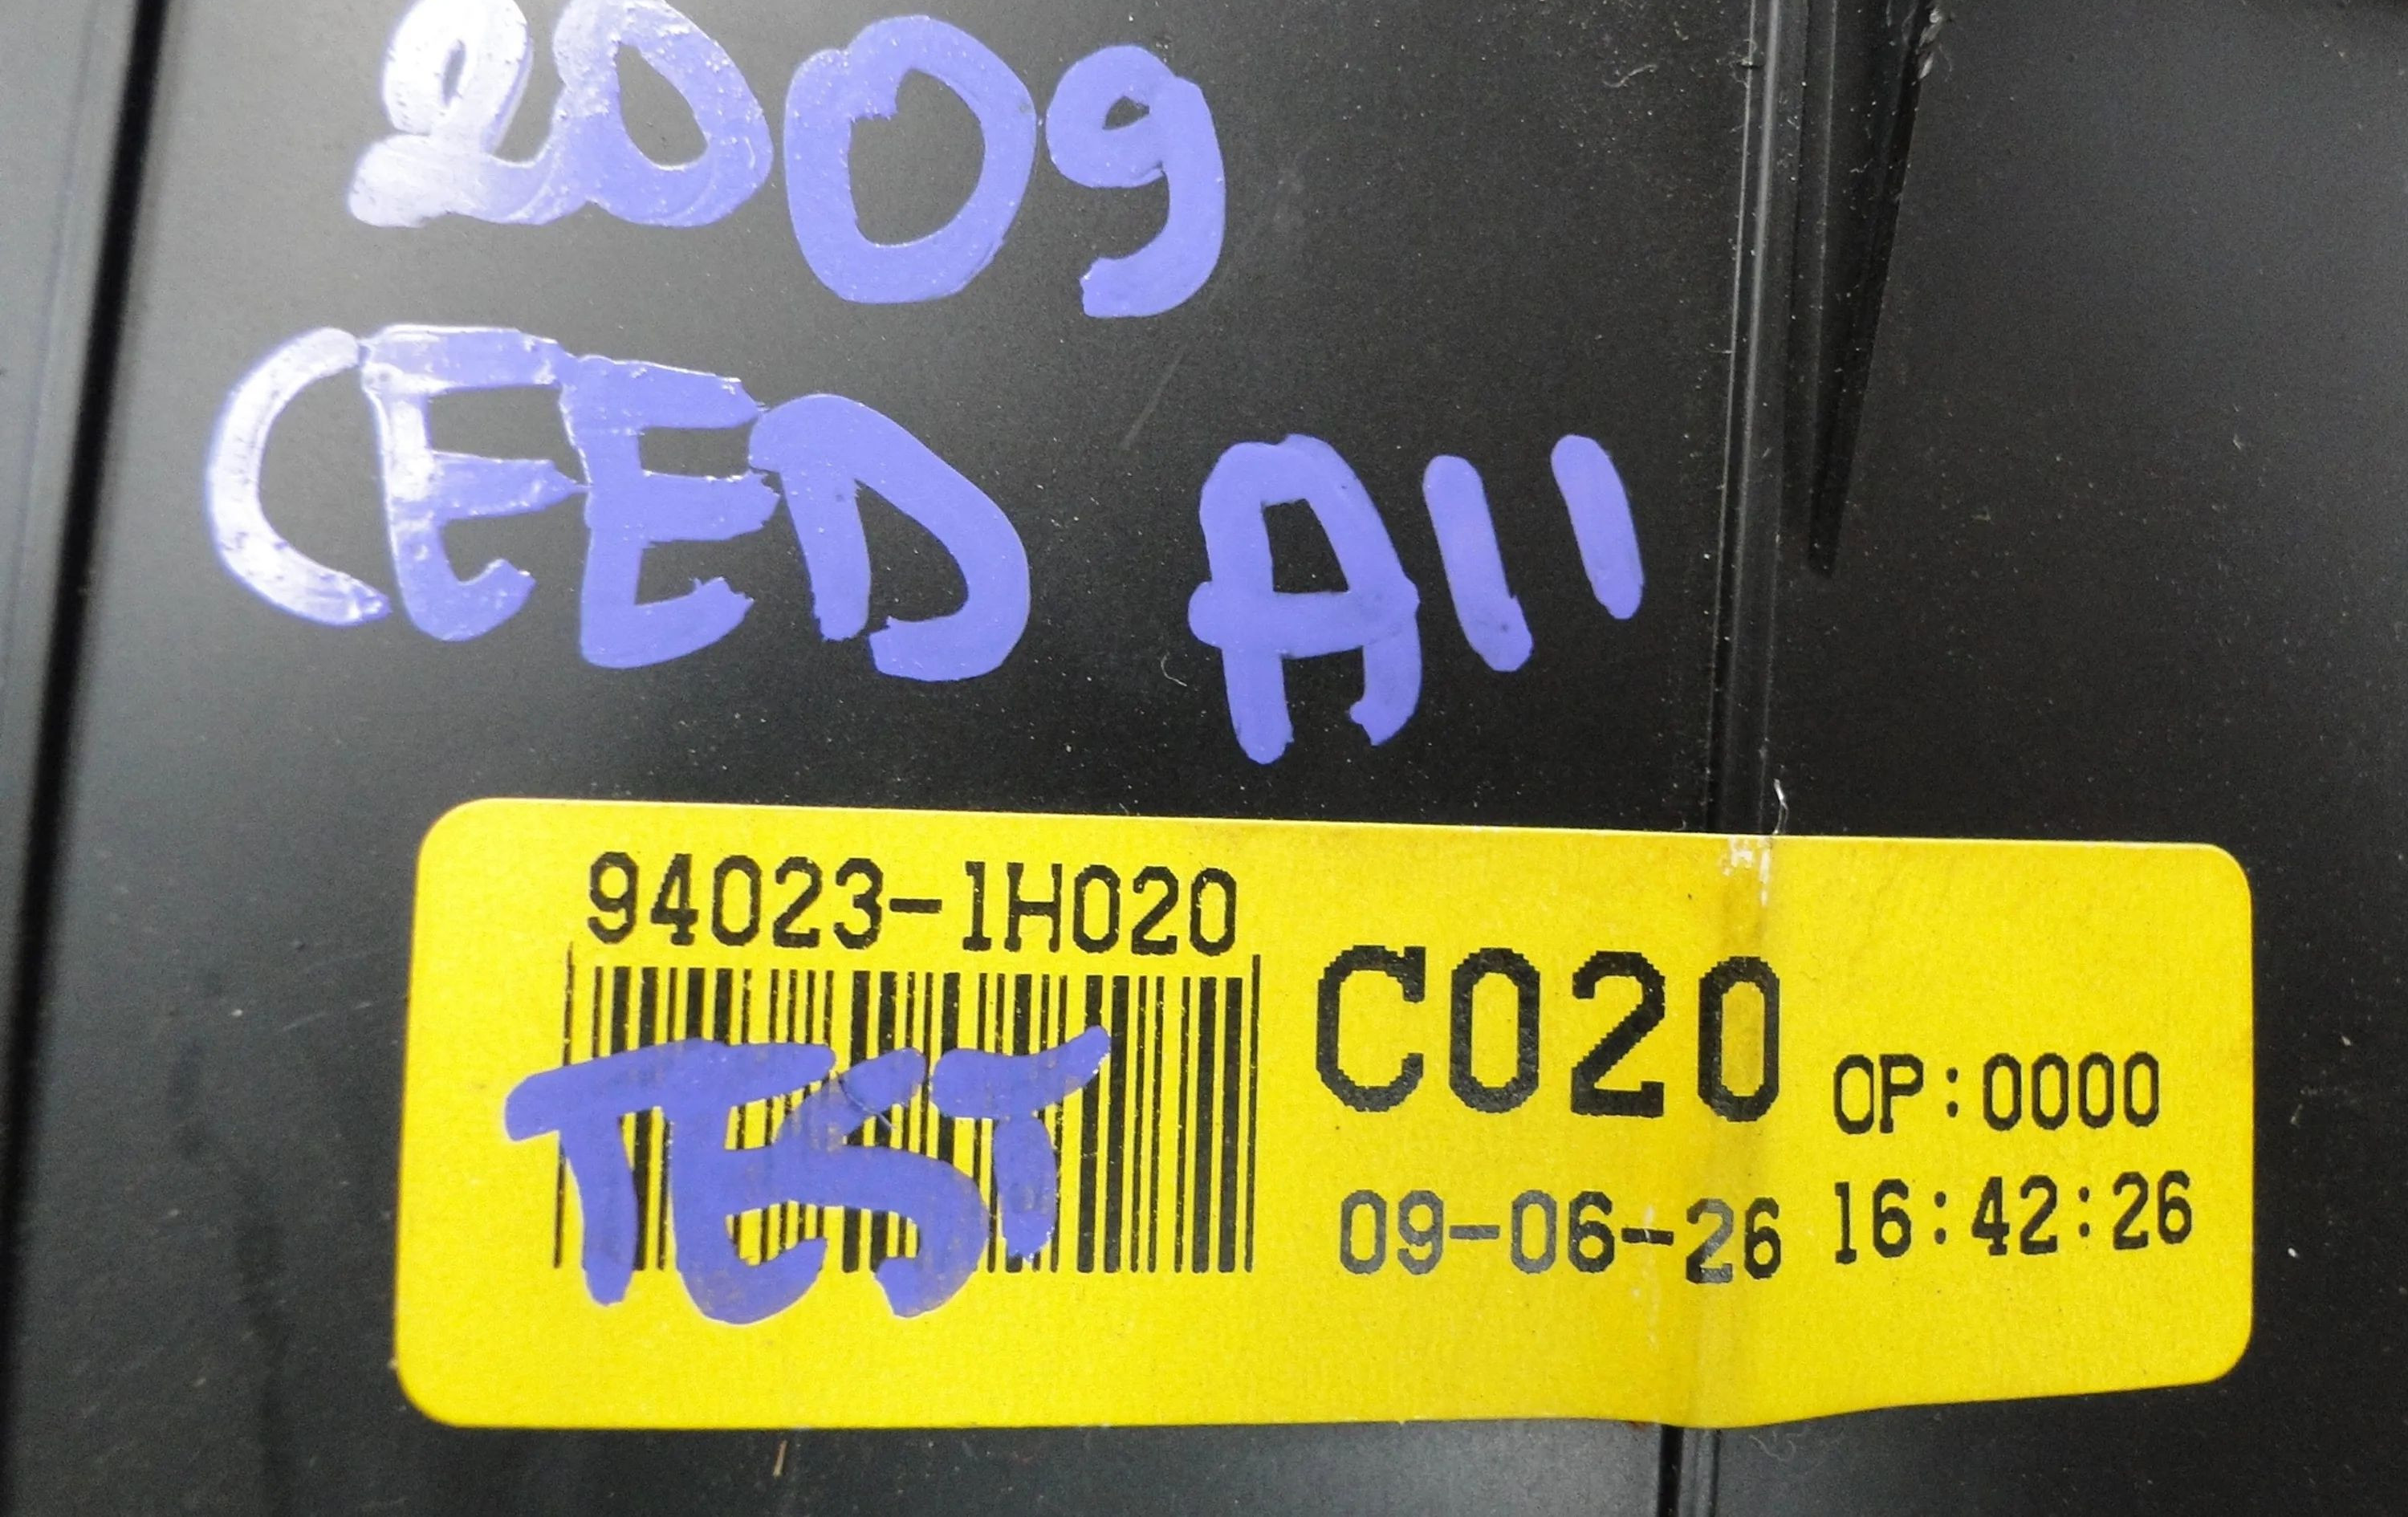 2009
CEED A11
94023-1H020
C020
OP:0000
TEST
09-06-26 16:42:26